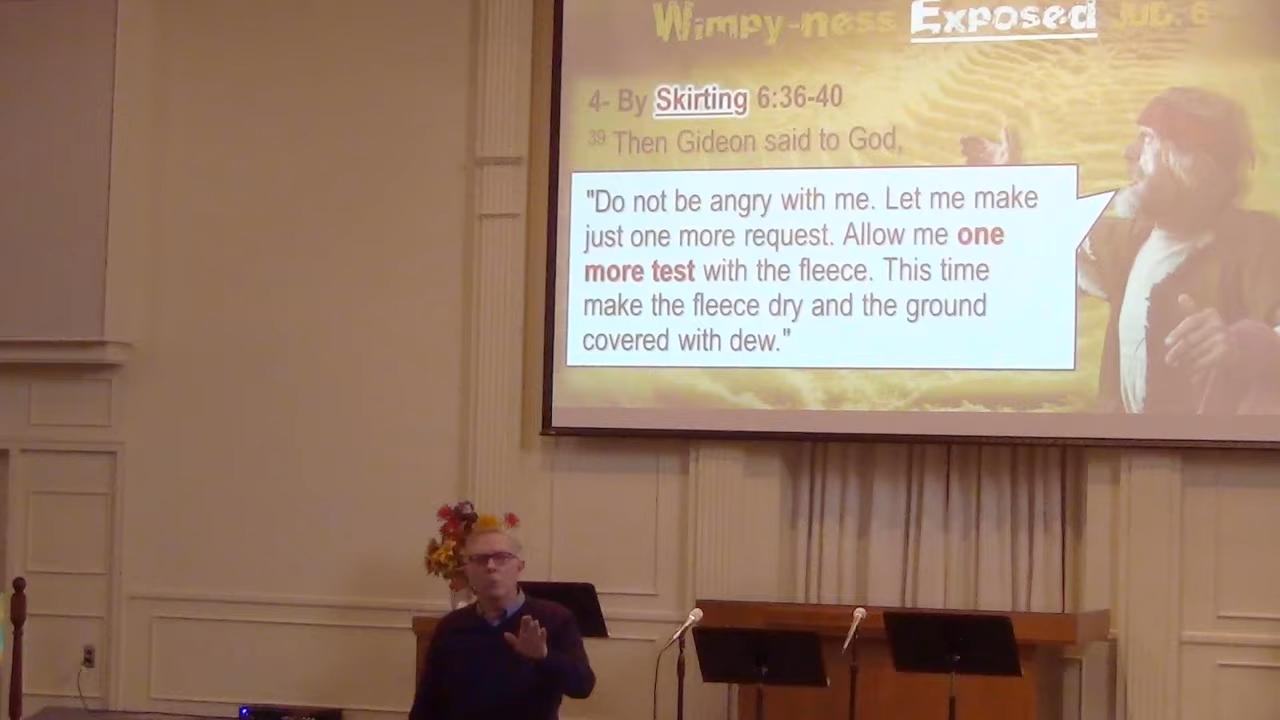 Wimpy-ness Exposed JUD. 6
4- By Skirting 6:36-40
39 Then Gideon said to God,
"Do not be angry with me. Let me make
just one more request. Allow me one
more test with the fleece. This time
make the fleece dry and the ground
covered with dew."